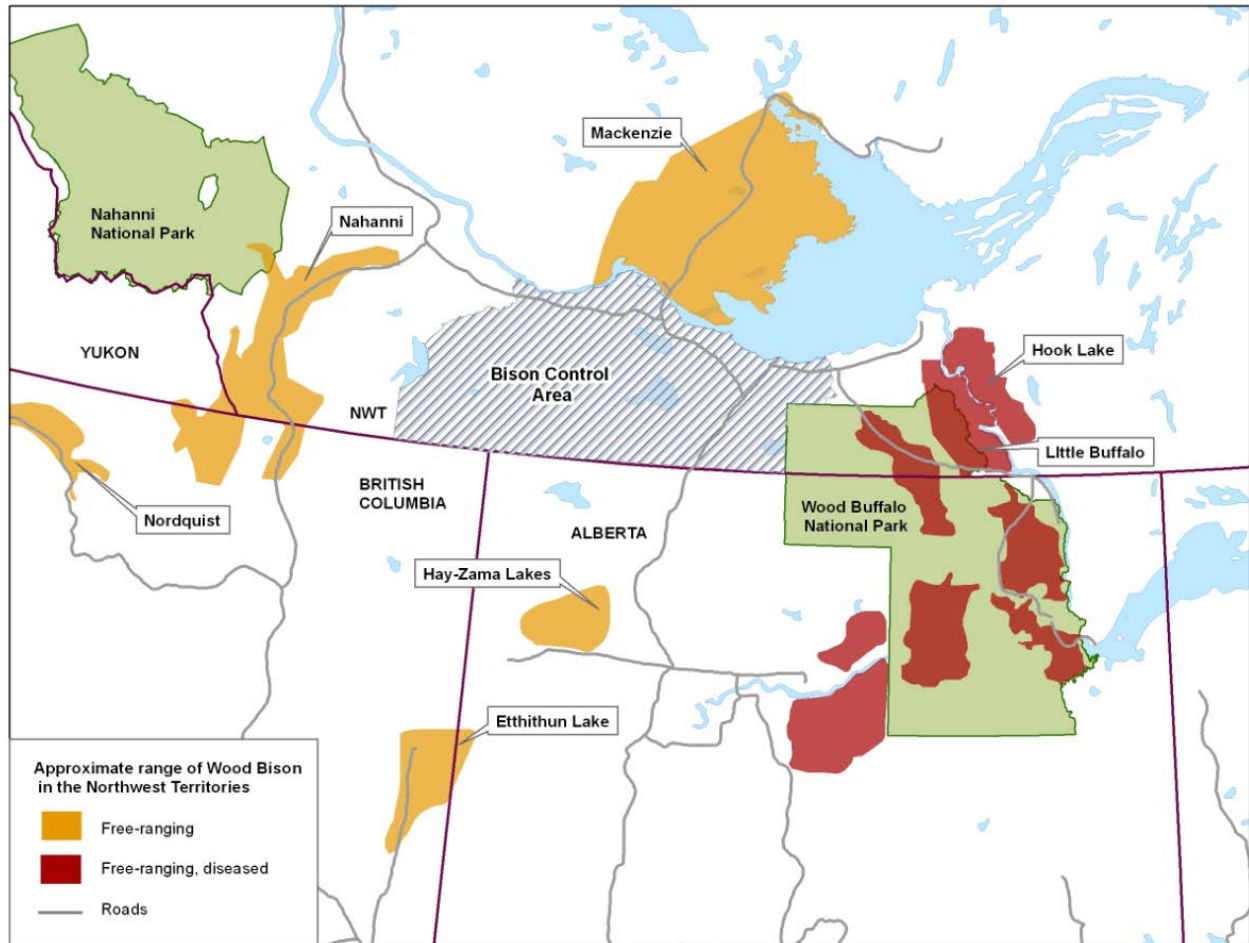 Mackenzie
Nahanni
National Park
Nahanni
YUKON
Hook Lake
Bison Control
Area
NWT
LIttle Buffalo
BRITISH
COLUMBIA
Nordquist
ALBERTA
Wood Buffalo
National Park
Hay-Zama Lakes
Etthithun Lake
Approximate range of Wood Bison
in the Northwest Territories
Free-ranging
Free-ranging, diseased
Roads